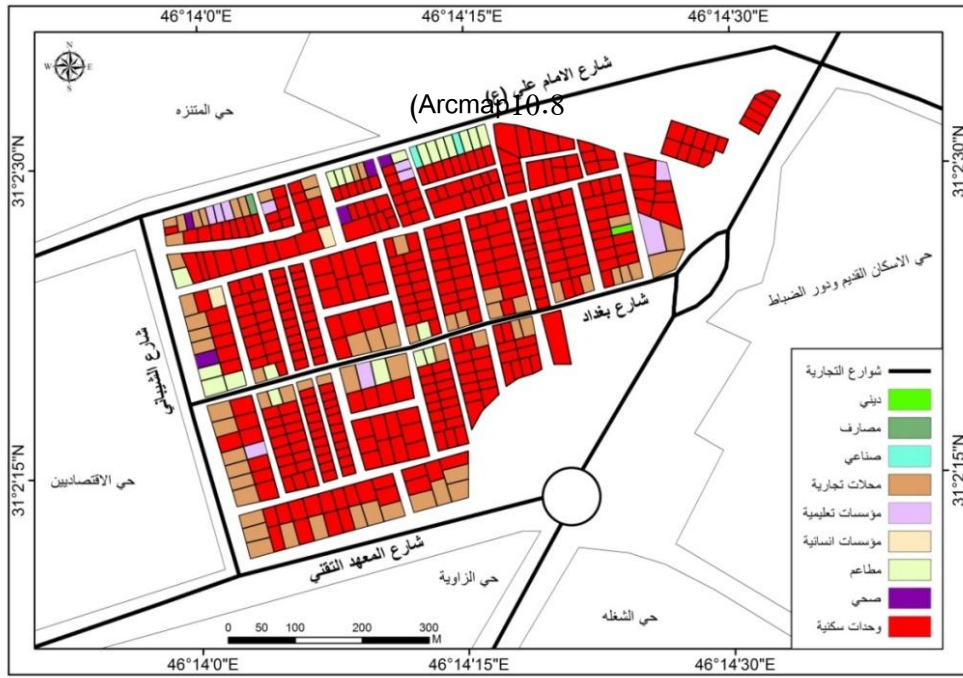 46°14'0"E
46°14'15"E
46°14'30"E
N
W
E
S
شارع الامام علي (ع)
(Arcmap10.8
حي المتنزه
31°2'30"N
31°2'30"N
حي الاسكان القديم ودور الضباط
شارع بغداد
شارع الشيباني
شوارع التجارية
ديني
مصارف
صناعي
محلات تجارية
مؤسسات تعليمية
مؤسسات انسانية
مطاعم
صحي
وحدات سكنية
31°2'15"N
31°2'15"N
حي الاقتصاديين
شارع المعهد التقني
حي الزاوية
حي الشغله
0 50 100 200 300
M
46°14'0"E
46°14'15"E
46°14'30"E